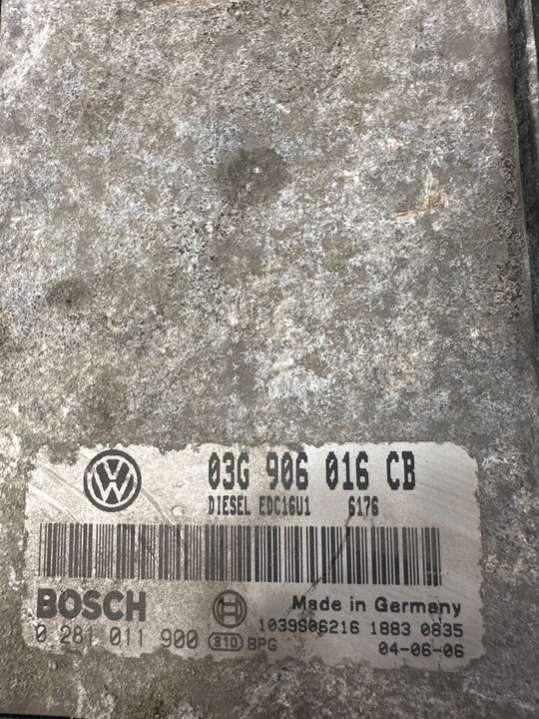 03G 906 016 CB
DIESEL EDC16U1 6176
BOSCH
Made in Germany
0 281 011 900 810 BPG
1039S06216 1883 0835
04-06-06